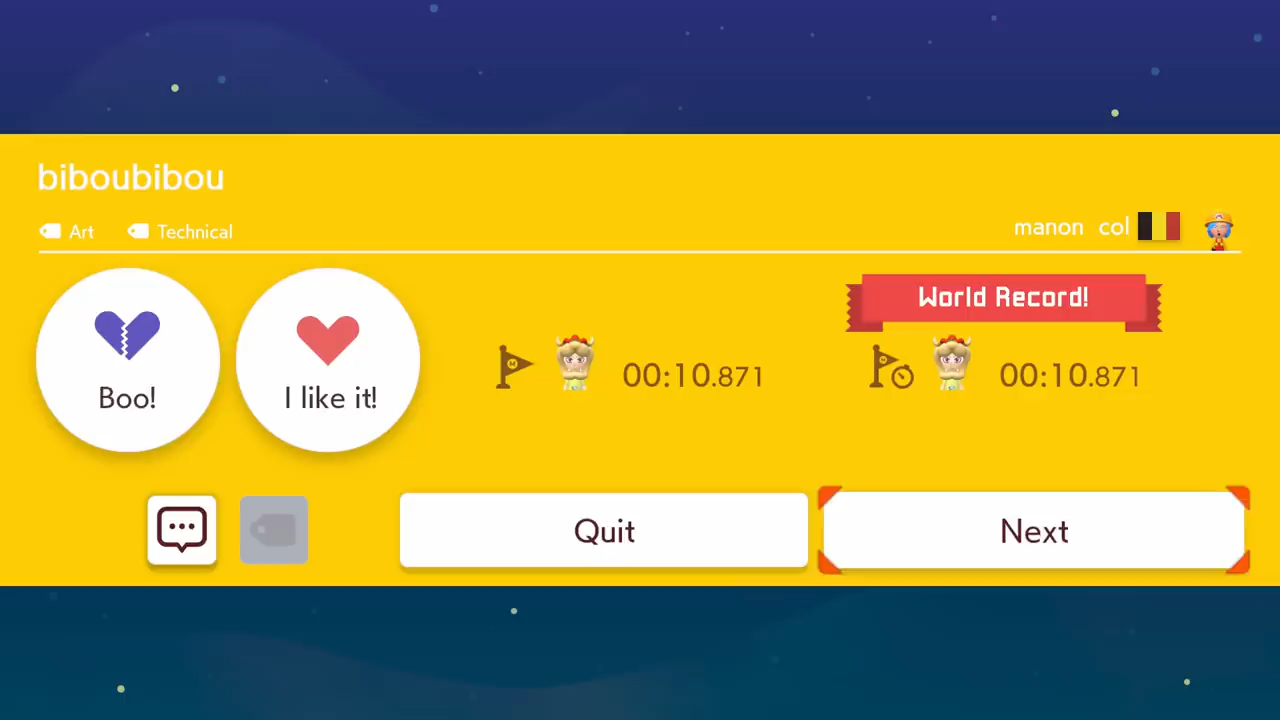 biboubibou
Art Technical
manon col
World Record!
00:10.871 00:10.871
Boo! I like it!
Quit Next